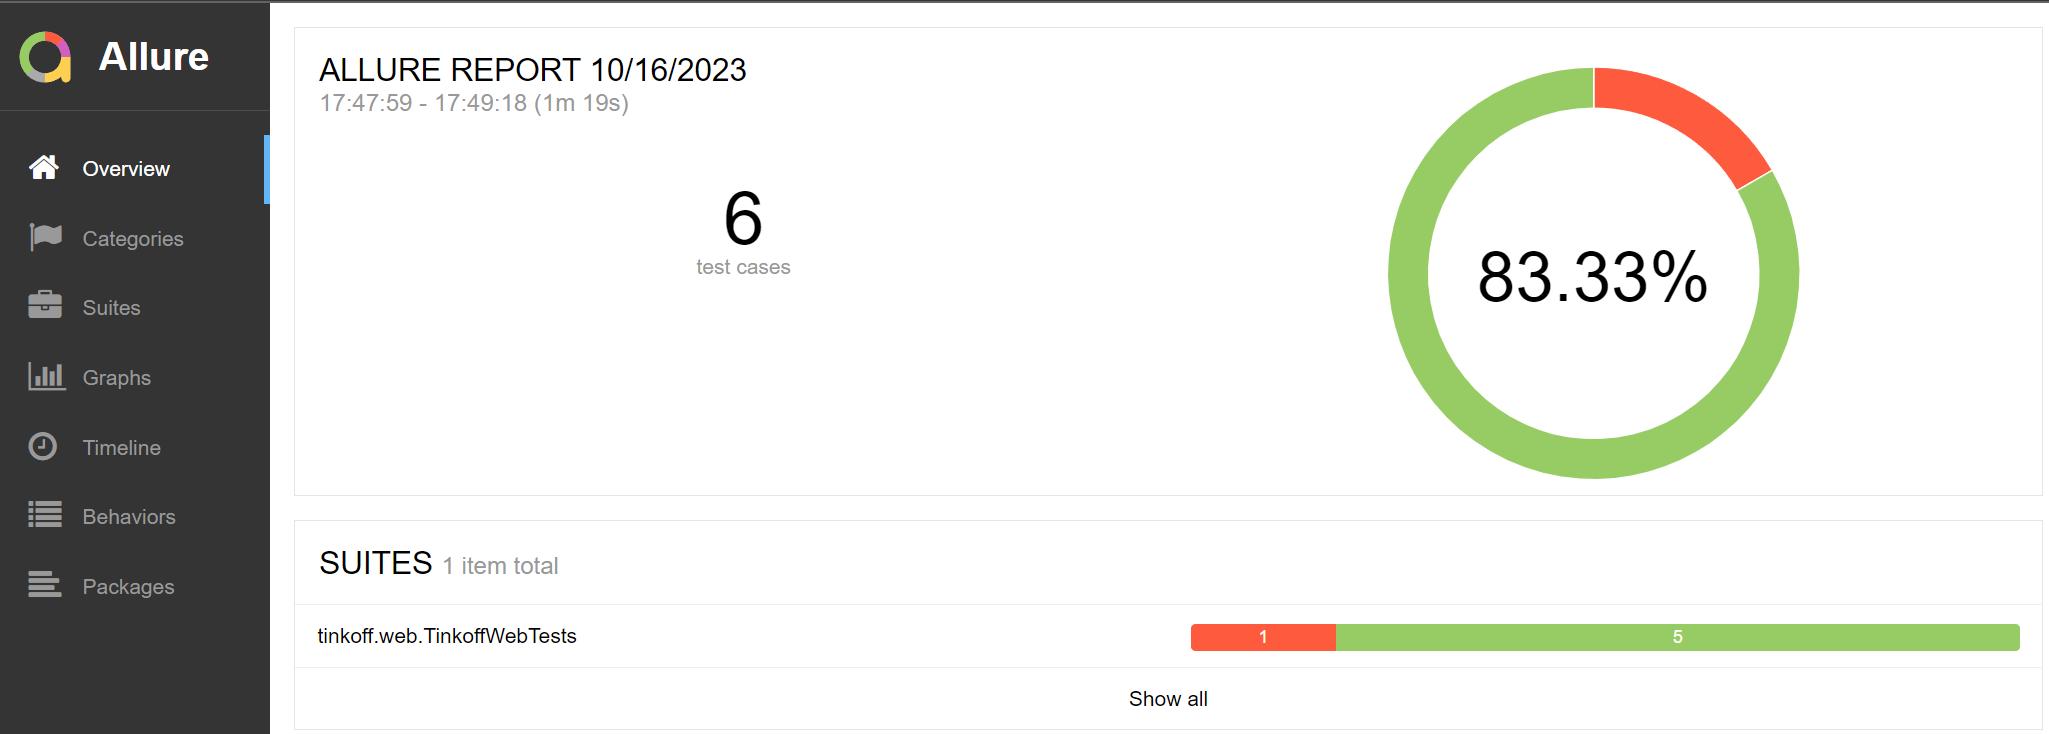 Allure
Overview
Categories
Suites
Graphs
Timeline
Behaviors
Packages
ALLURE REPORT 10/16/2023
17:47:59 - 17:49:18 (1m 19s)
6
test cases
83.33%
SUITES 1 item total
tinkoff.web.TinkoffWebTests
1 5
Show all